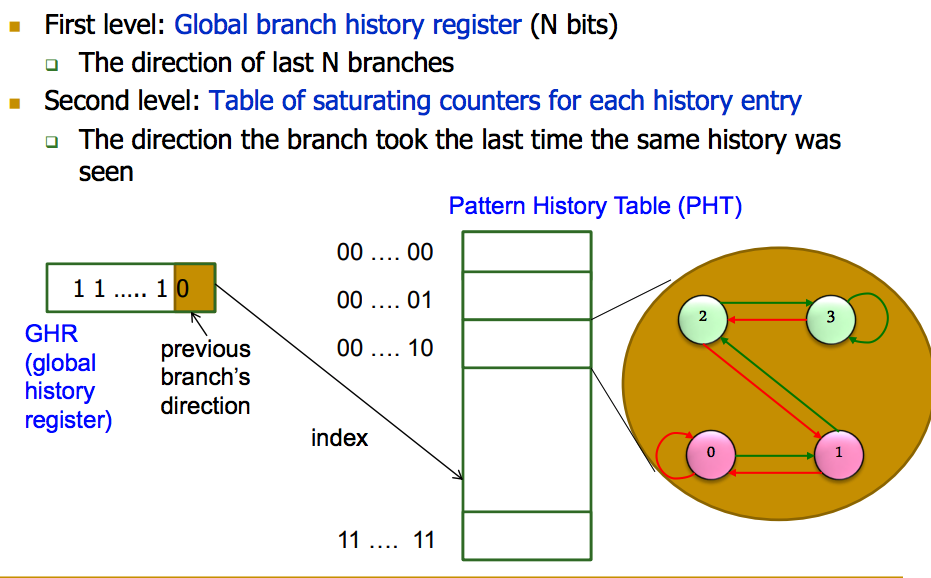 First level: Global branch history register (N bits)
The direction of last N branches
Second level: Table of saturating counters for each history entry
The direction the branch took the last time the same history was
seen
Pattern History Table (PHT)
00 .... 00
1 1 ..... 1 0
00 .... 01
2
3
GHR
(global
history
register)
previous
branch's
direction
00 .... 10
index
0
1
11 .... 11